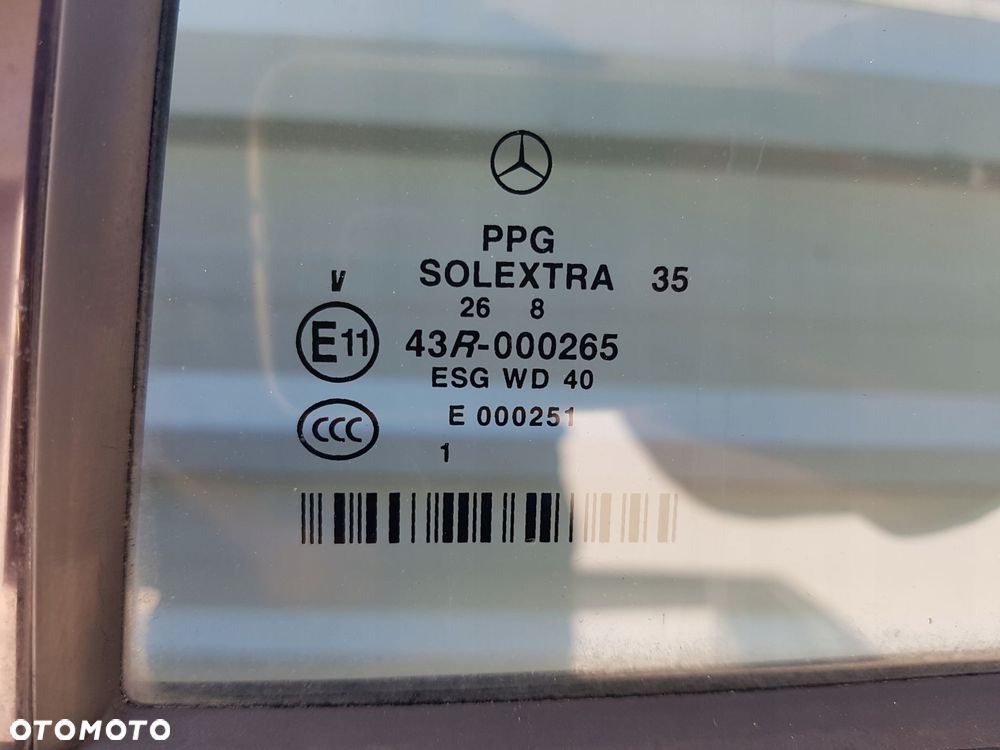 PPG
V SOLEXTRA 35
26 8
E11 43R-000265
ESG WD 40
CCC E 000251
1
OTOMOTO